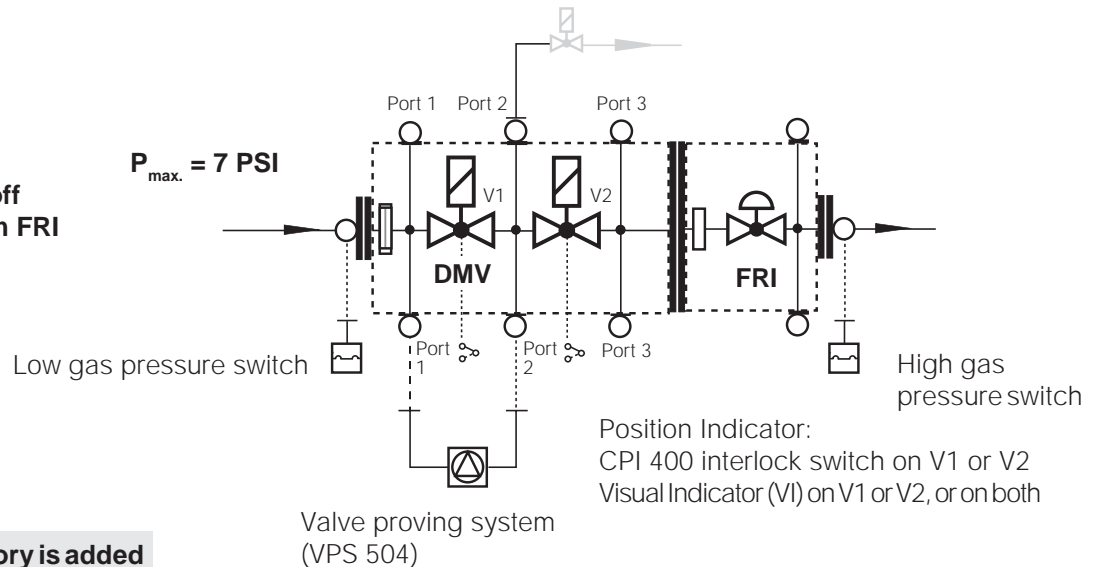 Port 1 Port 2 Port 3
P max. = 7 PSI
off
FRI
V1 V2
DMV FRI
Port 1 Port 2 Port 3
Low gas pressure switch
High gas
pressure switch
Position Indicator:
CPI 400 interlock switch on V1 or V2
Visual Indicator (VI) on V1 or V2, or on both
Valve proving system
(VPS 504)
is added